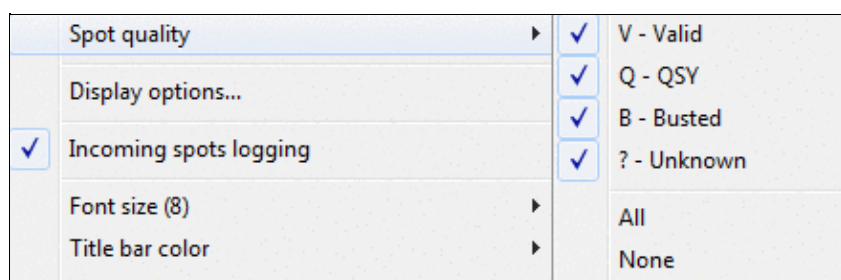 Spot quality
Display options...
Incoming spots logging
Font size (8)
Title bar color
V - Valid
Q - QSY
B - Busted
? - Unknown
All
None